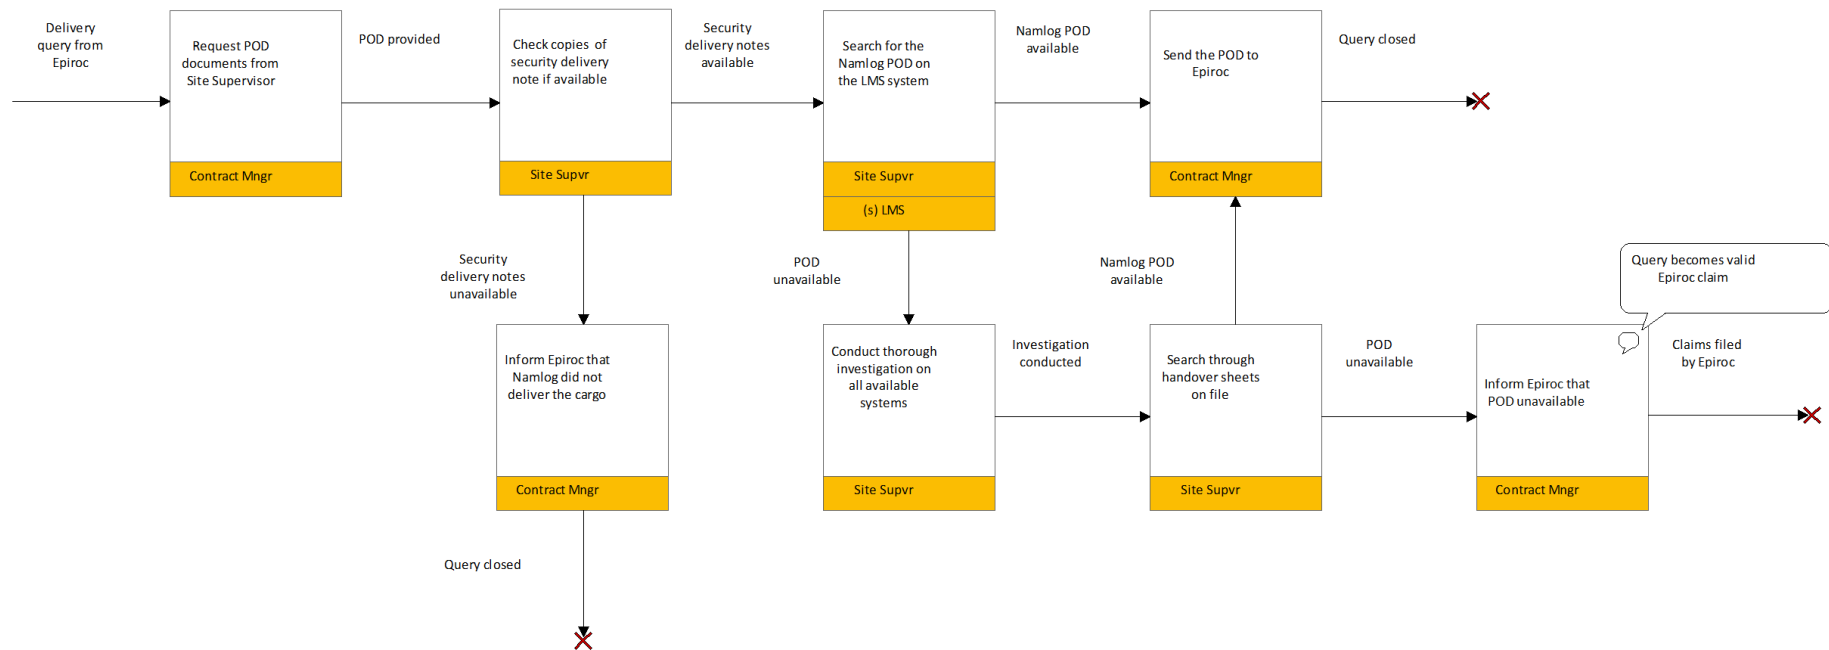 Delivery
query from
Epiroc
Request POD
documents from
Site Supervisor
Contract Mngr
POD provided
Check copies of
security delivery
note if available
Site Supvr
Security
delivery notes
available
Search for the
Namlog POD on
the LMS system
Site Supvr
(s) LMS
Namlog POD
available
Send the POD to
Epiroc
Contract Mngr
Query closed
Security
delivery notes
unavailable
POD
unavailable
Namlog POD
available
Query becomes valid
Epiroc claim
Inform Epiroc that
Namlog did not
deliver the cargo
Contract Mngr
Conduct thorough
investigation on
all available
systems
Site Supvr
Investigation
conducted
Search through
handover sheets
on file
Site Supvr
POD
unavailable
Inform Epiroc that
POD unavailable
Contract Mngr
Claims filed
by Epiroc
Query closed